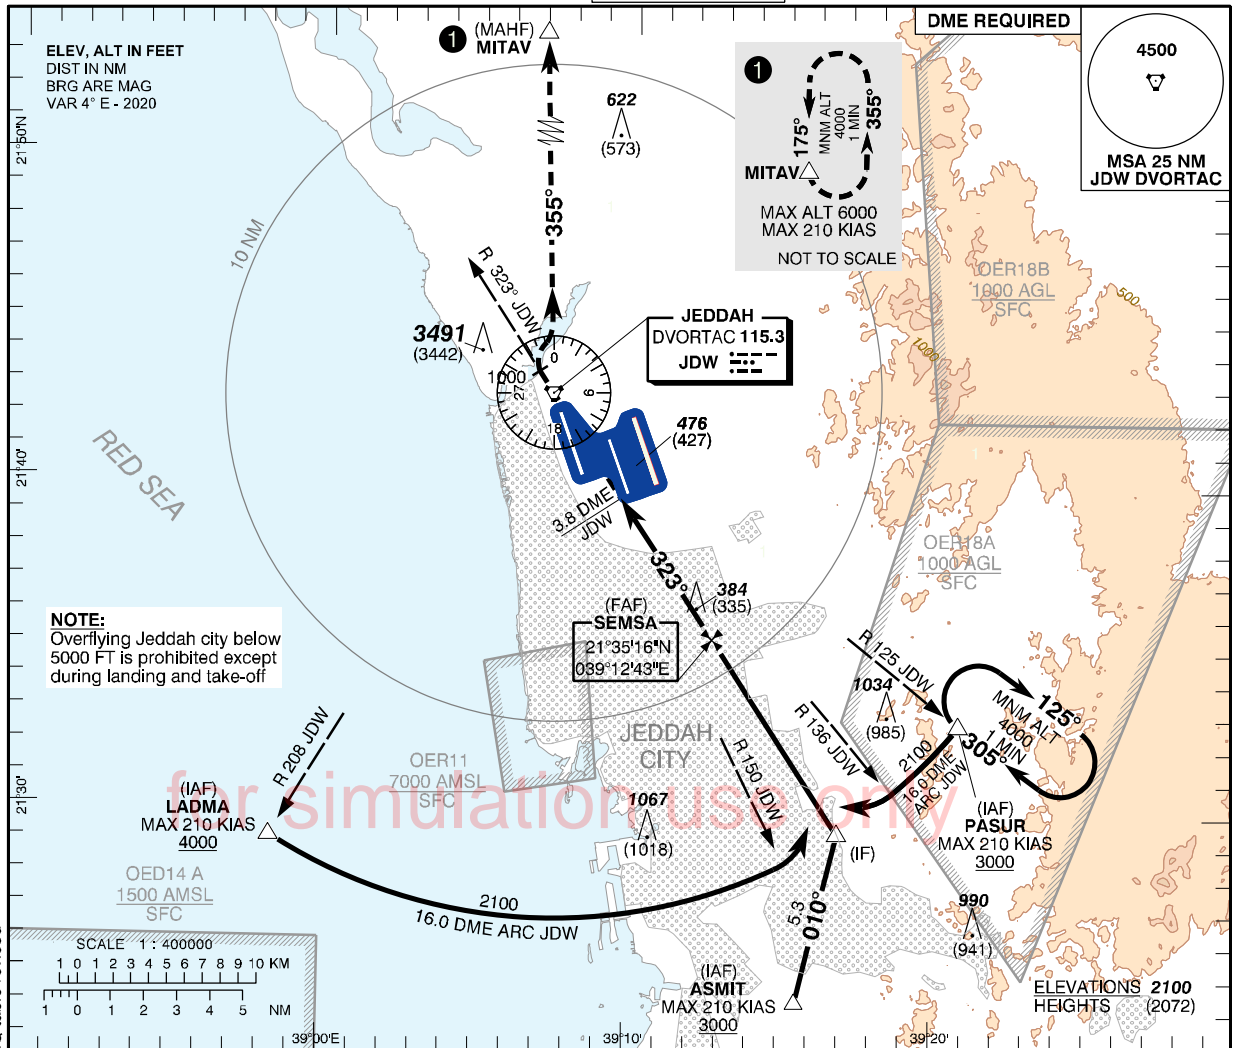 ELEV, ALT IN FEET
DIST IN NM
BRG ARE MAG
VAR 4° E - 2020
1
(MAHF)
MITAV
DME REQUIRED
4500
MSA 25 NM
JDW DVORTAC
1
175°
MNM ALT
4000
1 MIN
355°
MITAV
MAX ALT 6000
MAX 210 KIAS
NOT TO SCALE
622
(573)
21°50'N
10 NM
355°
R 323° JDW
OER18B
1000 AGL
SFC
500
1000
3491
(3442)
1000
0
9
18
27
JEDDAH
DVORTAC 115.3
JDW
476
(427)
RED SEA
21°40'
3.8 DME
JDW
323°
384
(335)
1
OER18A
1000 AGL
SFC
NOTE:
Overflying Jeddah city below
5000 FT is prohibited except
during landing and take-off
(FAF)
SEMSA
21°35'16"N
039°12'43"E
R 125 JDW
1034
(985)
125°
MNM ALT
4000
1 MIN
305°
R 208 JDW
JEDDAH
CITY
R 136 JDW
R 150 JDW
2100
16.0 DME
ARC JDW
OER11
7000 AMSL
SFC
21°30'
for simulation use only
(IAF)
LADMA
MAX 210 KIAS
4000
1067
(1018)
(IF)
(IAF)
PASUR
MAX 210 KIAS
3000
OED14 A
1500 AMSL
SFC
2100
16.0 DME ARC JDW
5.3
010°
990
(941)
SCALE 1 : 400000
1 0 1 2 3 4 5 6 7 8 9 10 KM
1 0 1 2 3 4 5 NM
(IAF)
ASMIT
MAX 210 KIAS
3000
ELEVATIONS 2100
HEIGHTS (2072)
39°00'E
39°10'
39°20'